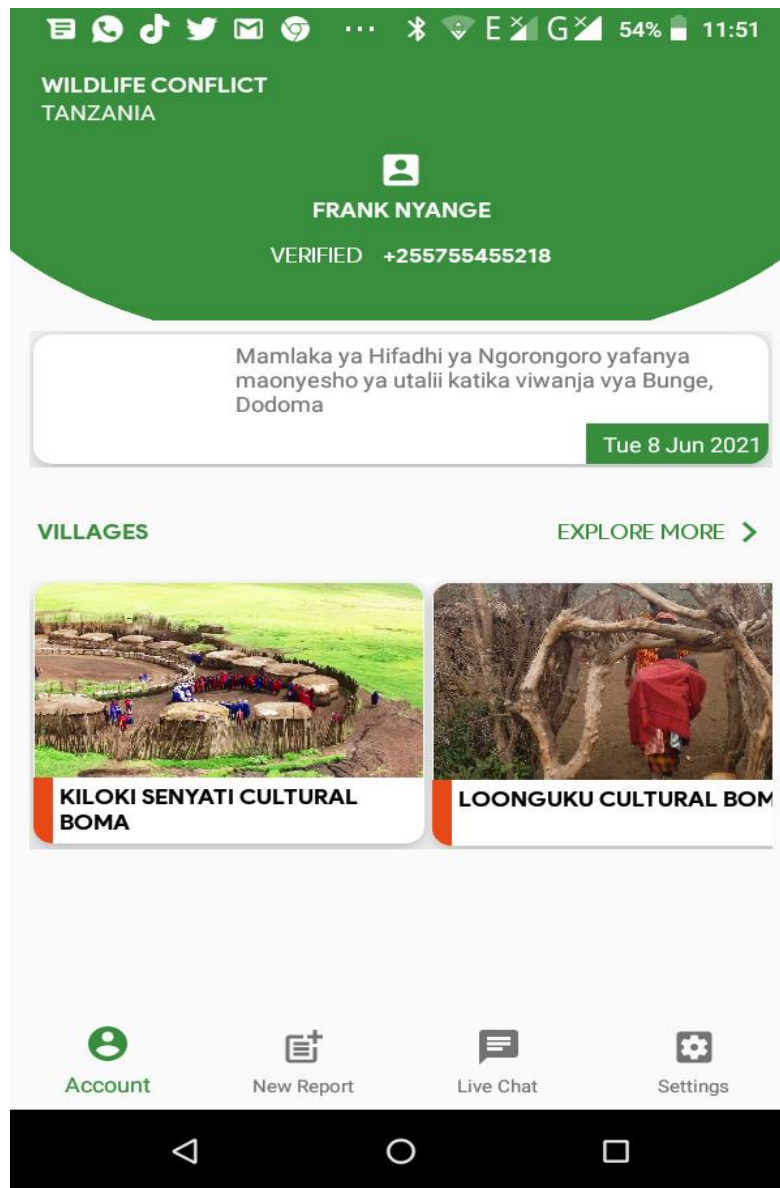 E G 54% 11:51
WILDLIFE CONFLICT
TANZANIA
FRANK NYANGE
VERIFIED +255755455218
Mamlaka ya Hifadhi ya Ngorongoro yafanya
maonyesho ya utalii katika viwanja vya Bunge,
Dodoma
Tue 8 Jun 2021
VILLAGES EXPLORE MORE
KILOKI SENYATI CULTURAL
BOMA
LOONGUKU CULTURAL BOM
Account New Report Live Chat Settings